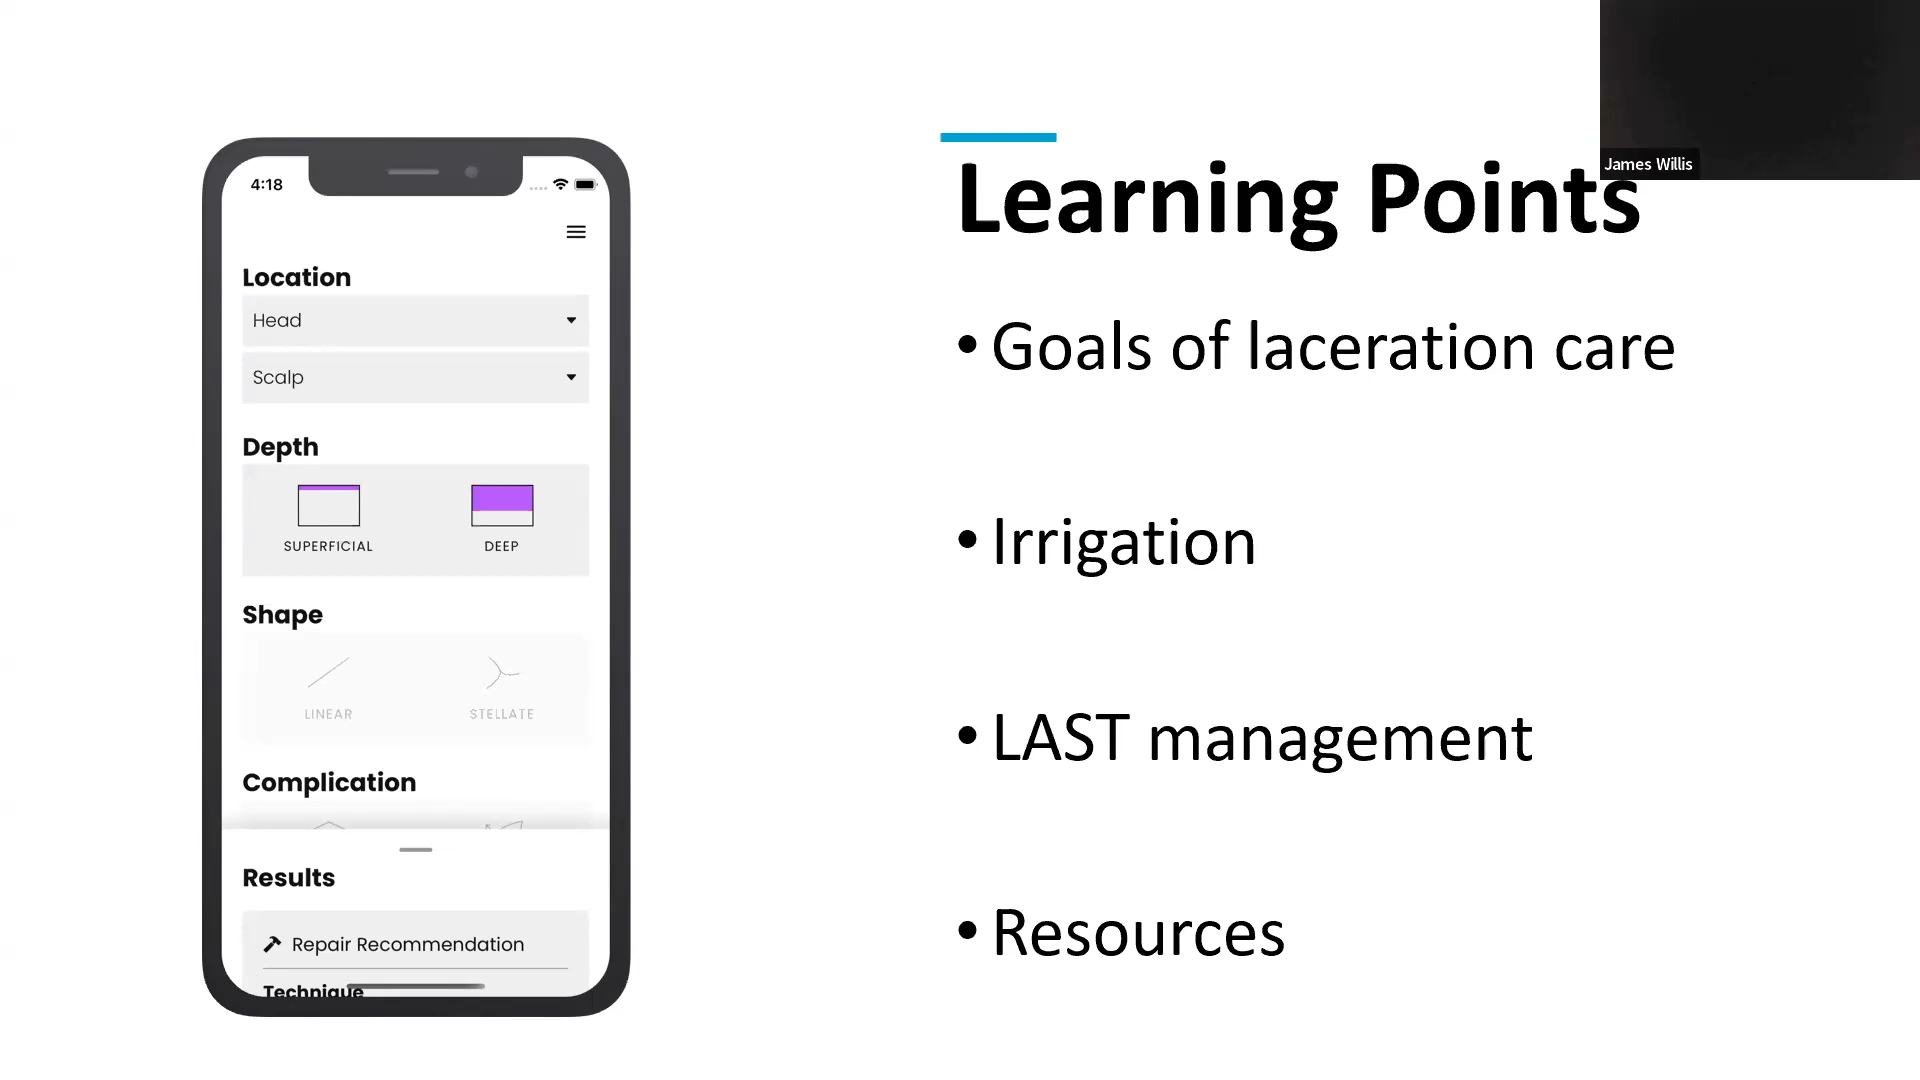 4:18
Location
Head
Scalp
Depth
SUPERFICIAL DEEP
Shape
LINEAR STELLATE
Complication
Results
Repair Recommendation
Technique
James Willis
Learning Points
• Goals of laceration care
• Irrigation
• LAST management
• Resources